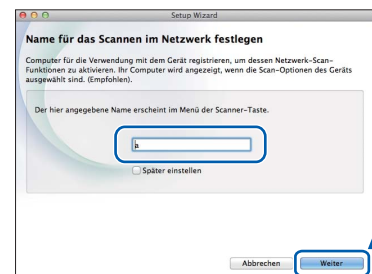 Setup Wizard
Name für das Scannen im Netzwerk festlegen
Computer für die Verwendung mit dem Gerät registrieren, um dessen Netzwerk-Scan-
Funktionen zu aktivieren. Ihr Computer wird angezeigt, wenn die Scan-Optionen des Geräts
ausgewählt sind. (Empfohlen).
Der hier angegebene Name erscheint im Menü der Scanner-Taste.
a
Später einstellen
Abbrechen
Weiter